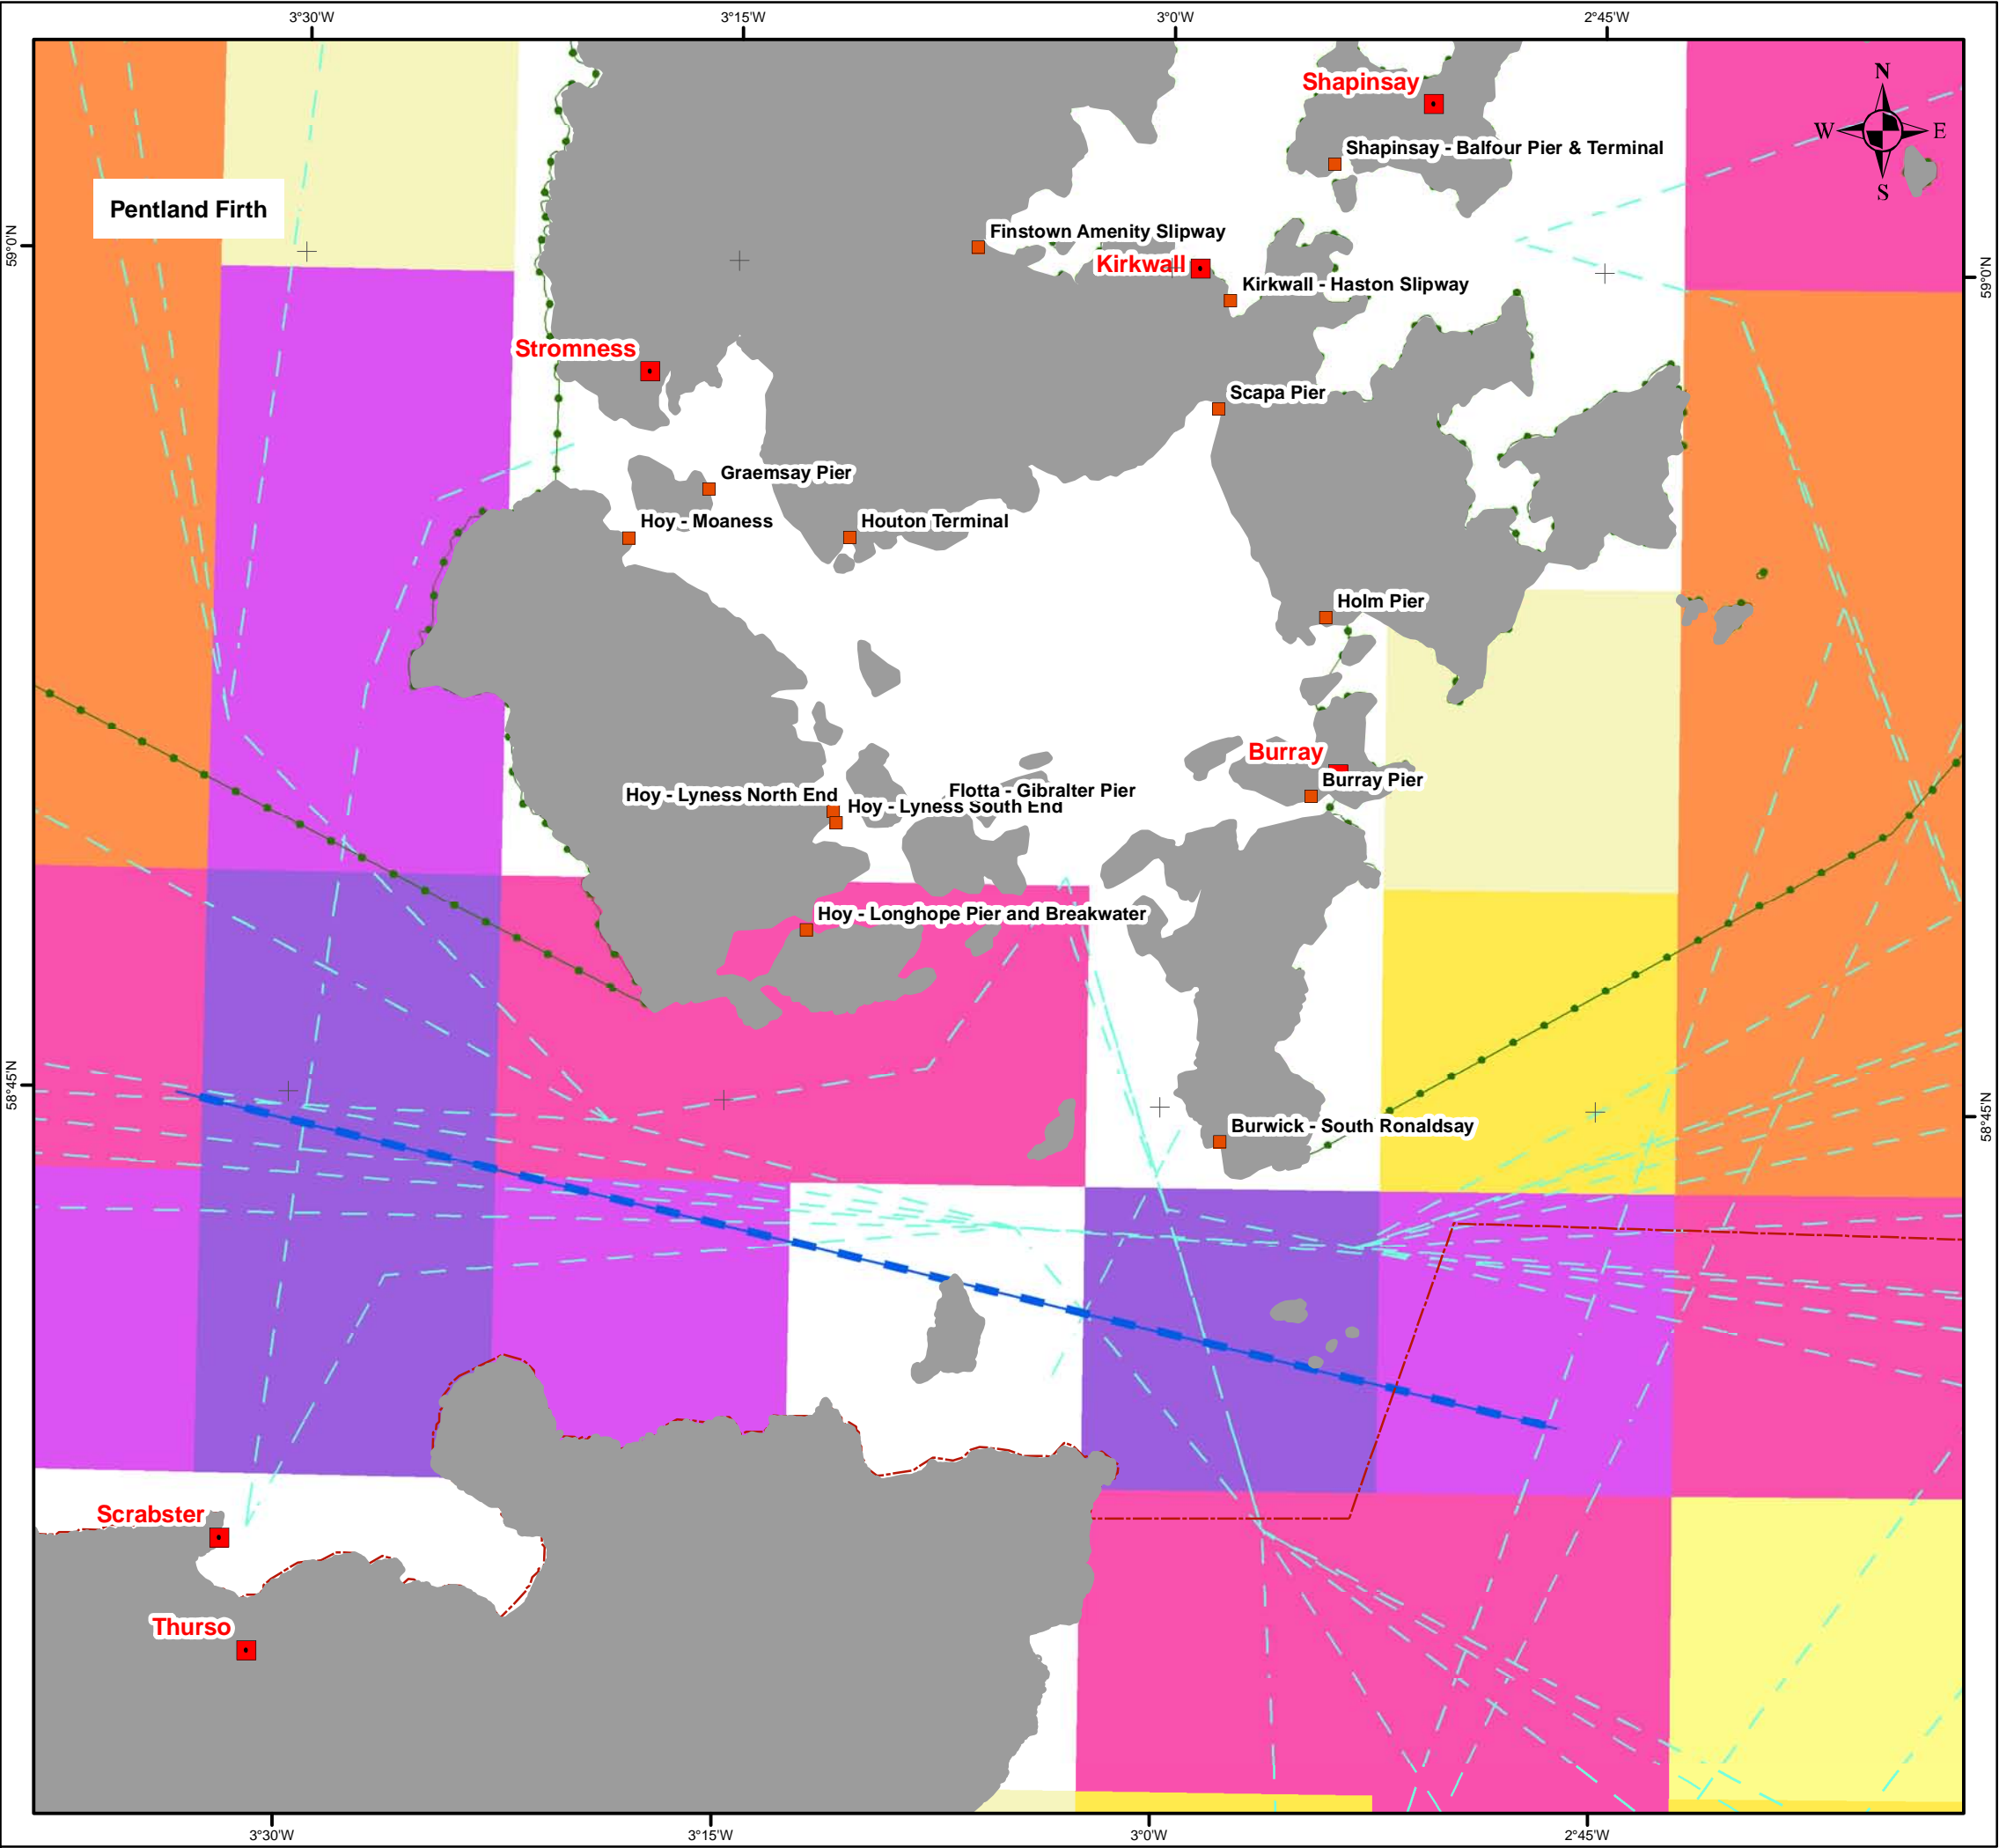 3°30'W
3°15'W
3°0'W
2°45'W
N
W
E
S
Shapinsay
Shapinsay - Balfour Pier & Terminal
Pentland Firth
59°0'N
Finstown Amenity Slipway
Kirkwall
59°0'N
Kirkwall - Haston Slipway
Stromness
Scapa Pier
Graemsay Pier
Hoy - Moaness
Houton Terminal
Holm Pier
Burray
Burray Pier
Flotta - Gibralter Pier
Hoy - Lyness North End
Hoy - Lyness South End
Hoy - Longhope Pier and Breakwater
58°45'N
58°45'N
Burwick - South Ronaldsay
Scrabster
Thurso
3°30'W
3°15'W
3°0'W
2°45'W